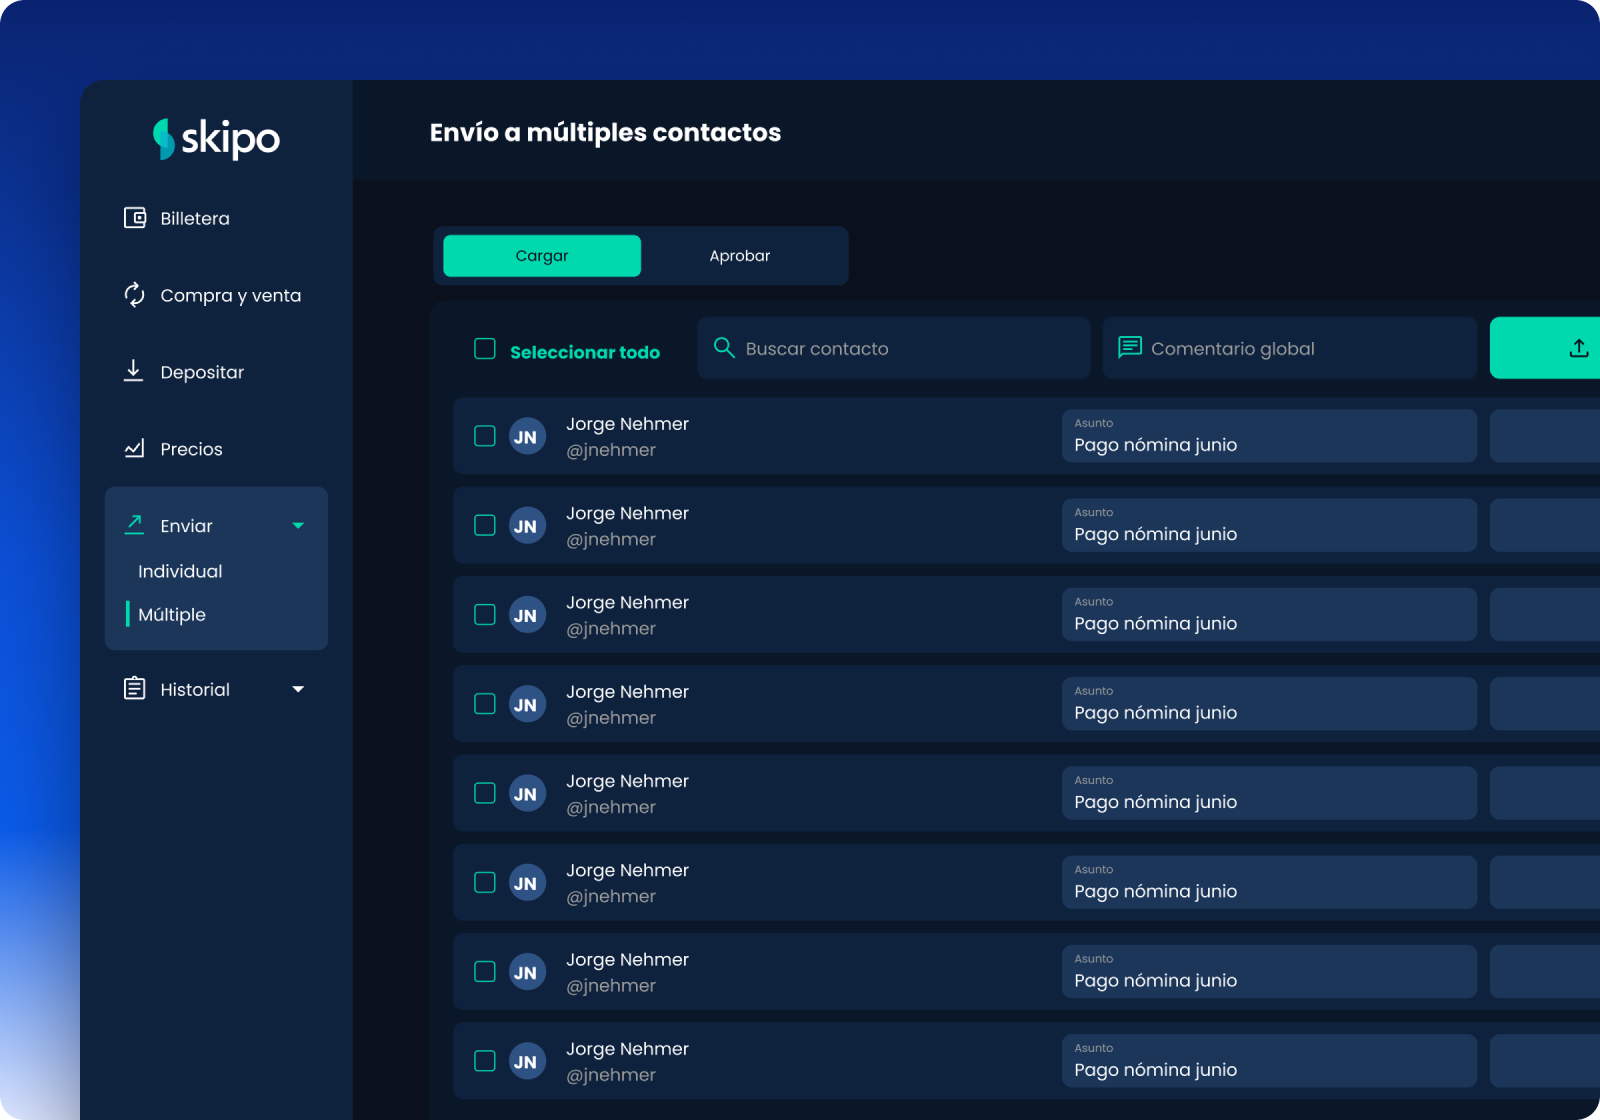 skipo
Envío a múltiples contactos
Billetera
Compra y venta
Depositar
Precios
Enviar
Individual
Múltiple
Historial
Cargar
Aprobar
Seleccionar todo
Buscar contacto
Comentario global
JN
Jorge Nehmer
@jnehmer
Asunto
Pago nómina junio
JN
Jorge Nehmer
@jnehmer
Asunto
Pago nómina junio
JN
Jorge Nehmer
@jnehmer
Asunto
Pago nómina junio
JN
Jorge Nehmer
@jnehmer
Asunto
Pago nómina junio
JN
Jorge Nehmer
@jnehmer
Asunto
Pago nómina junio
JN
Jorge Nehmer
@jnehmer
Asunto
Pago nómina junio
JN
Jorge Nehmer
@jnehmer
Asunto
Pago nómina junio
JN
Jorge Nehmer
@jnehmer
Asunto
Pago nómina junio